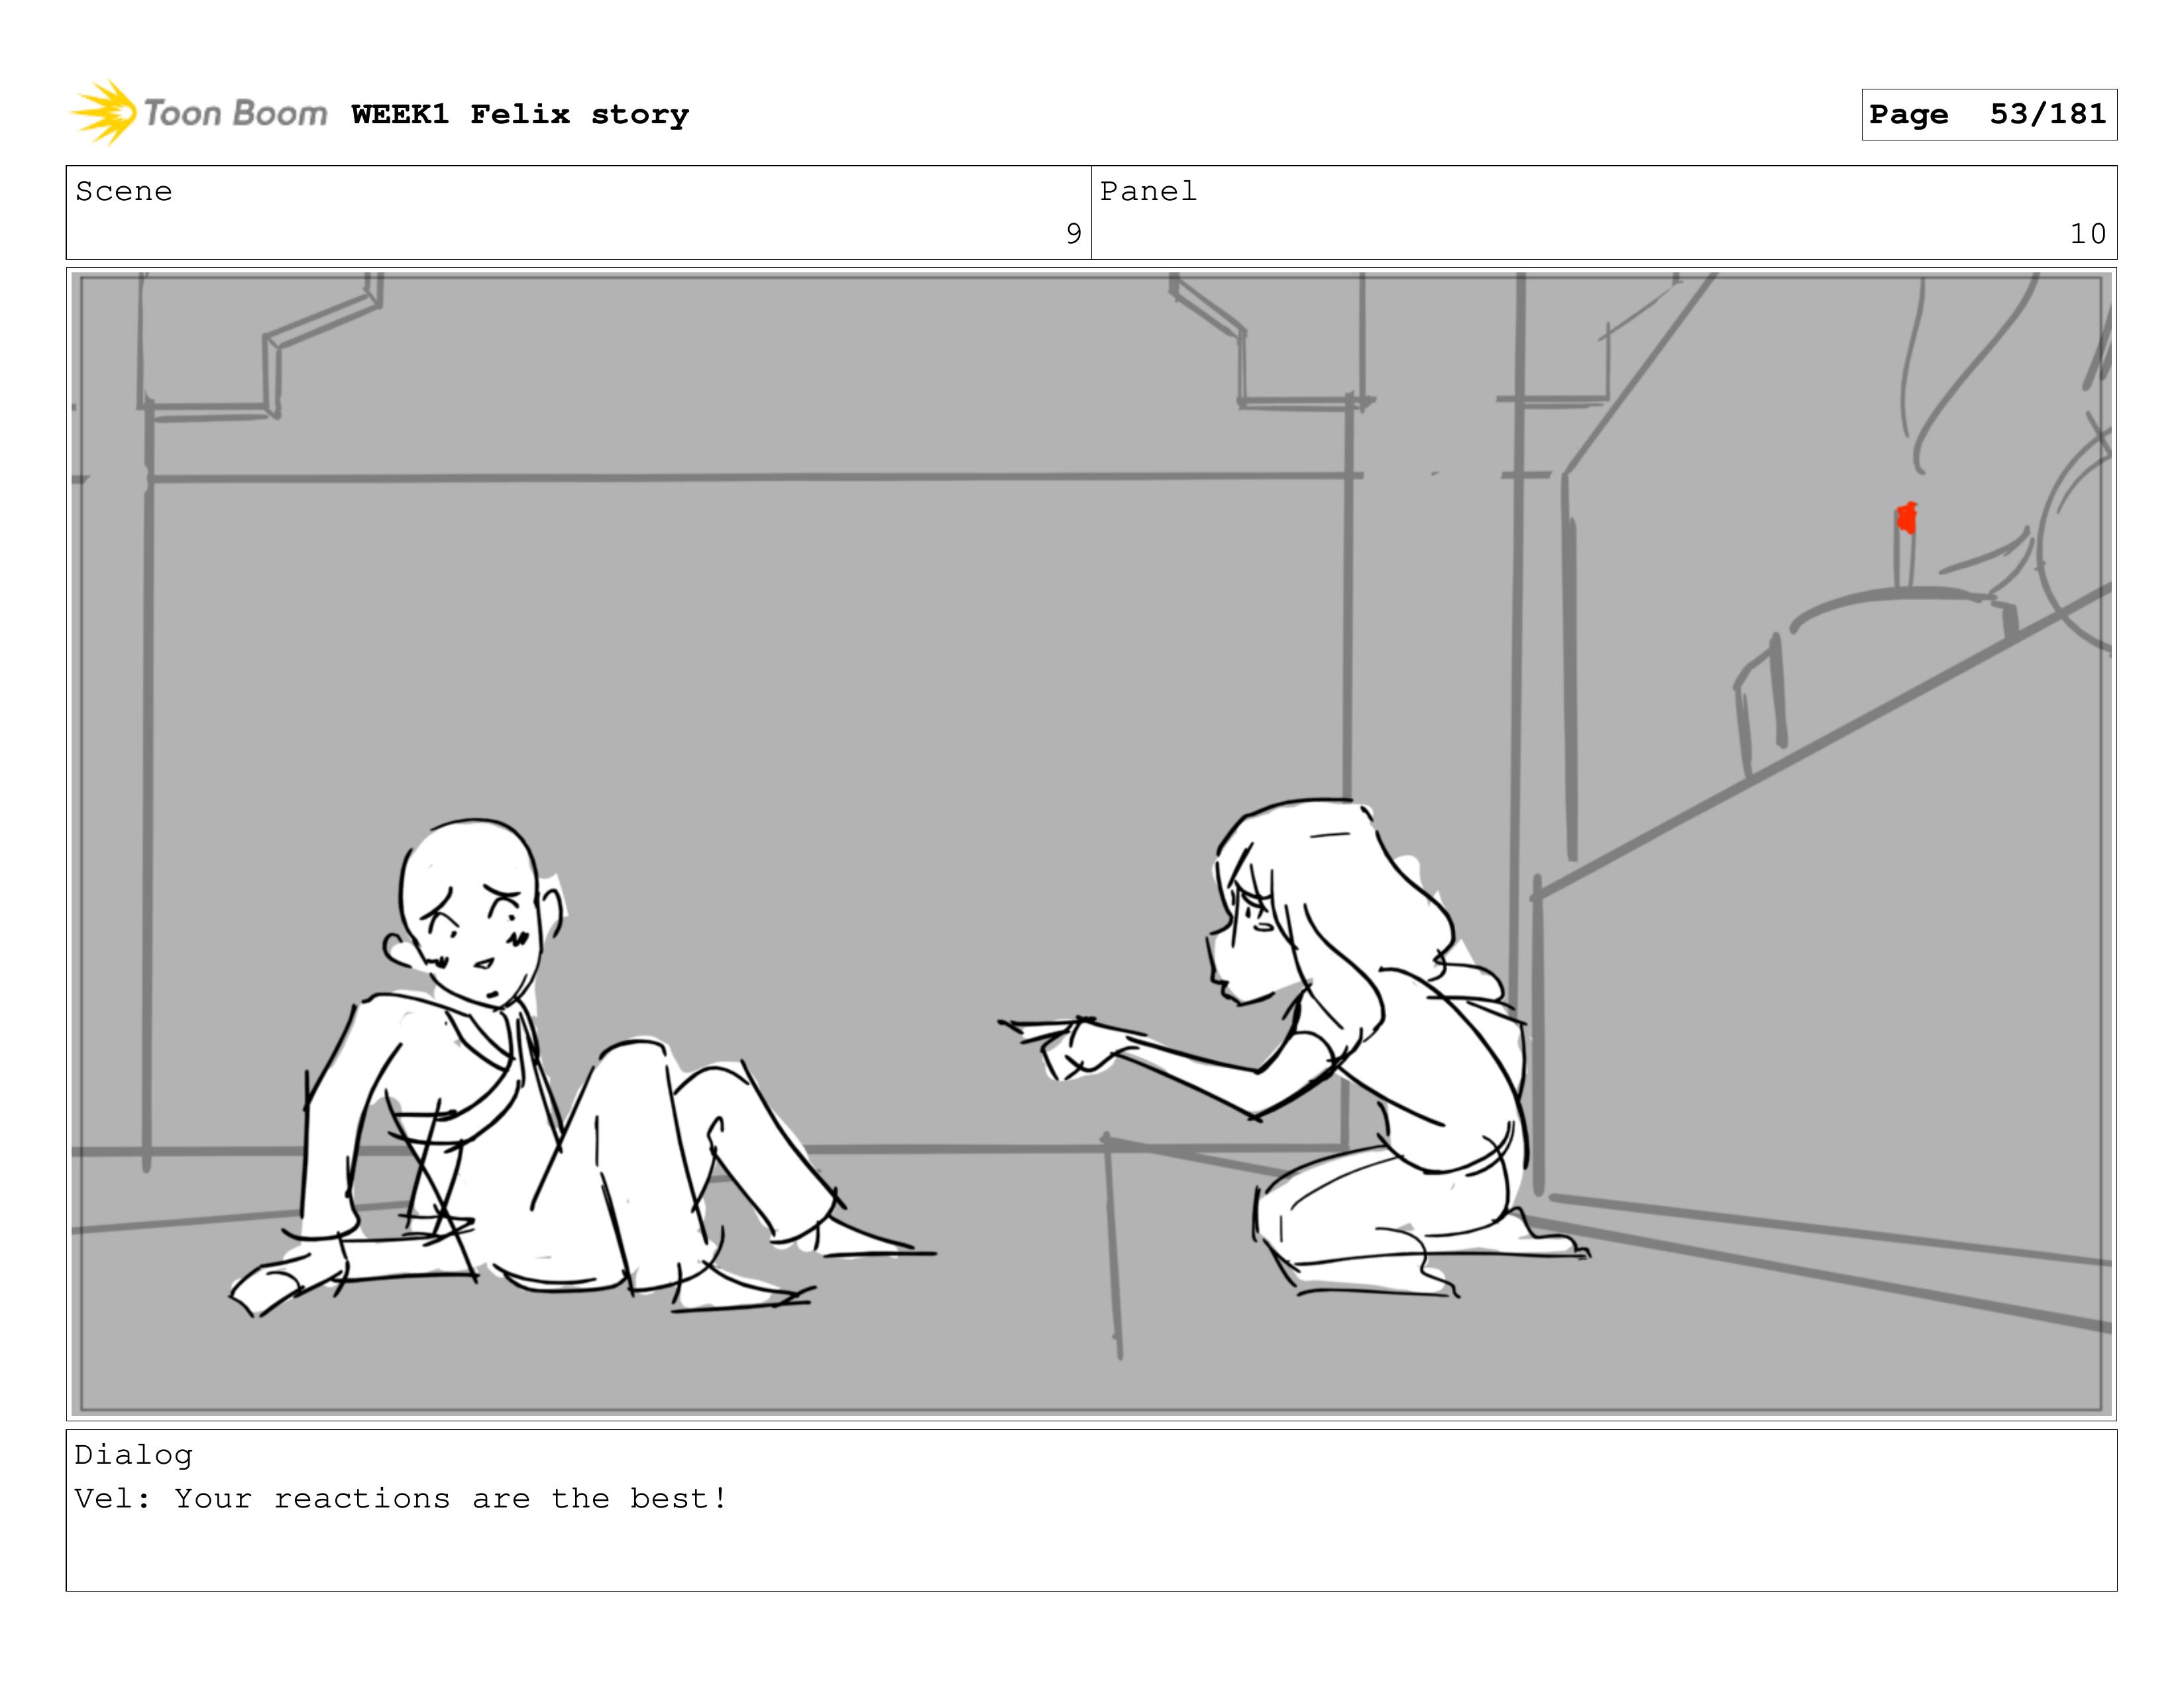 Toon Boom WEEK1 Felix story Page 53/181
Scene Panel
9 10
Dialog
Vel: Your reactions are the best!